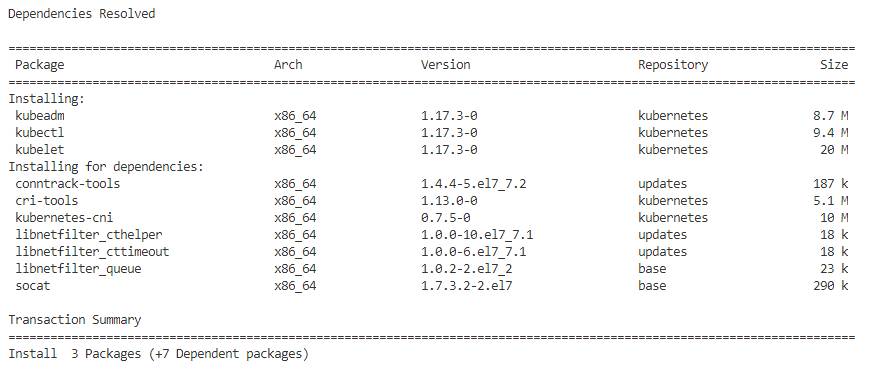 Dependencies Resolved
================================================================================
Package Arch Version Repository Size
================================================================================
Installing:
kubeadm x86_64 1.17.3-0 kubernetes 8.7 M
kubectl x86_64 1.17.3-0 kubernetes 9.4 M
kubelet x86_64 1.17.3-0 kubernetes 20 M
Installing for dependencies:
conntrack-tools x86_64 1.4.4-5.el7_7.2 updates 187 k
cri-tools x86_64 1.13.0-0 kubernetes 5.1 M
kubernetes-cni x86_64 0.7.5-0 kubernetes 10 M
libnetfilter_cthelper x86_64 1.0.0-10.el7_7.1 updates 18 k
libnetfilter_cttimeout x86_64 1.0.0-6.el7_7.1 updates 18 k
libnetfilter_queue x86_64 1.0.2-2.el7_2 base 23 k
socat x86_64 1.7.3.2-2.el7 base 290 k
Transaction Summary
================================================================================
Install 3 Packages (+7 Dependent packages)